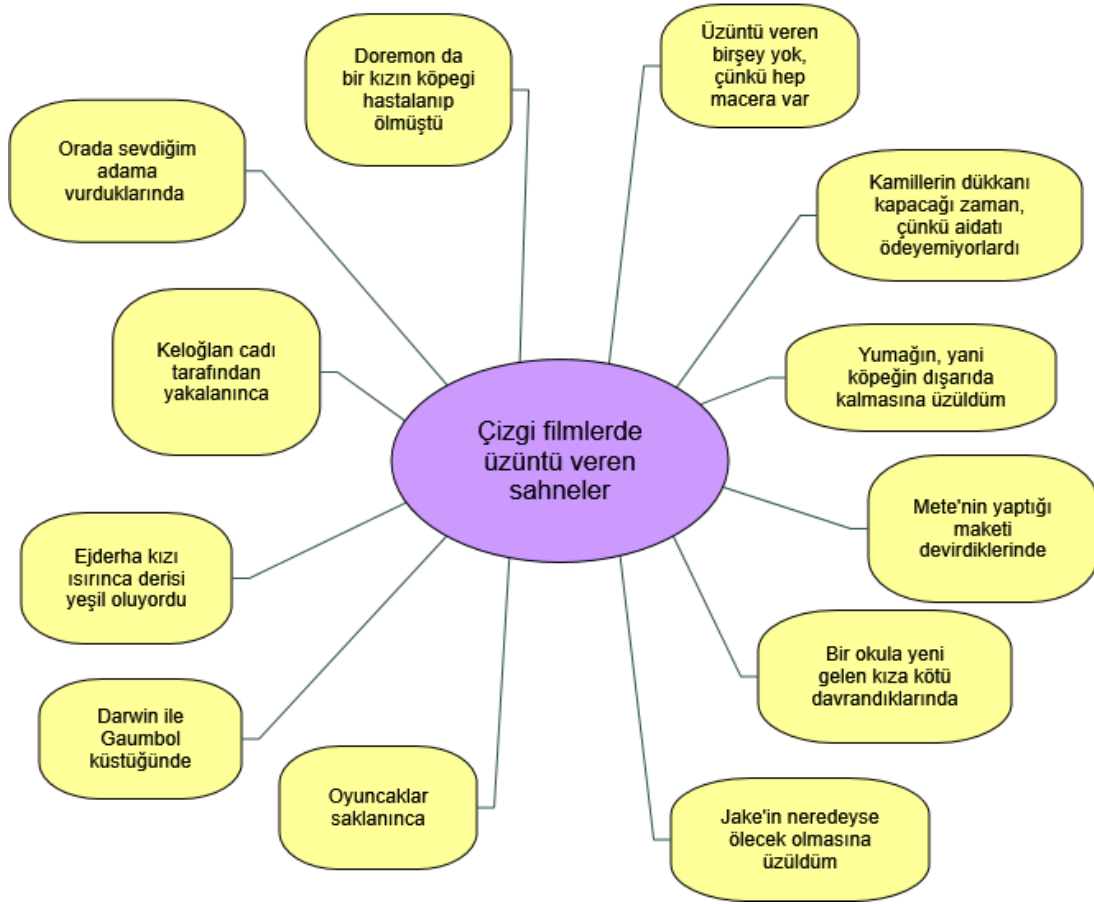 Üzüntü veren
birşey yok,
çünkü hep
macera var
Doremon da
bir kızın köpegi
hastalanıp
ölmüştü
Orada sevdiğim
adama
vurduklarında
Kamillerin dükkanı
kapacağı zaman,
çünkü aidatı
ödeyemiyorlardı
Keloğlan cadı
tarafından
yakalanınca
Yumağın, yani
köpeğin dışarıda
kalmasına üzüldüm
Çizgi filmlerde
üzüntü veren
sahneler
Mete'nin yaptığı
maketi
devirdiklerinde
Ejderha kızı
ısırınca derisi
yeşil oluyordu
Bir okula yeni
gelen kıza kötü
davrandıklarında
Darwin ile
Gaumbol
küstüğünde
Oyuncaklar
saklanınca
Jake'in neredeyse
ölecek olmasına
üzüldüm